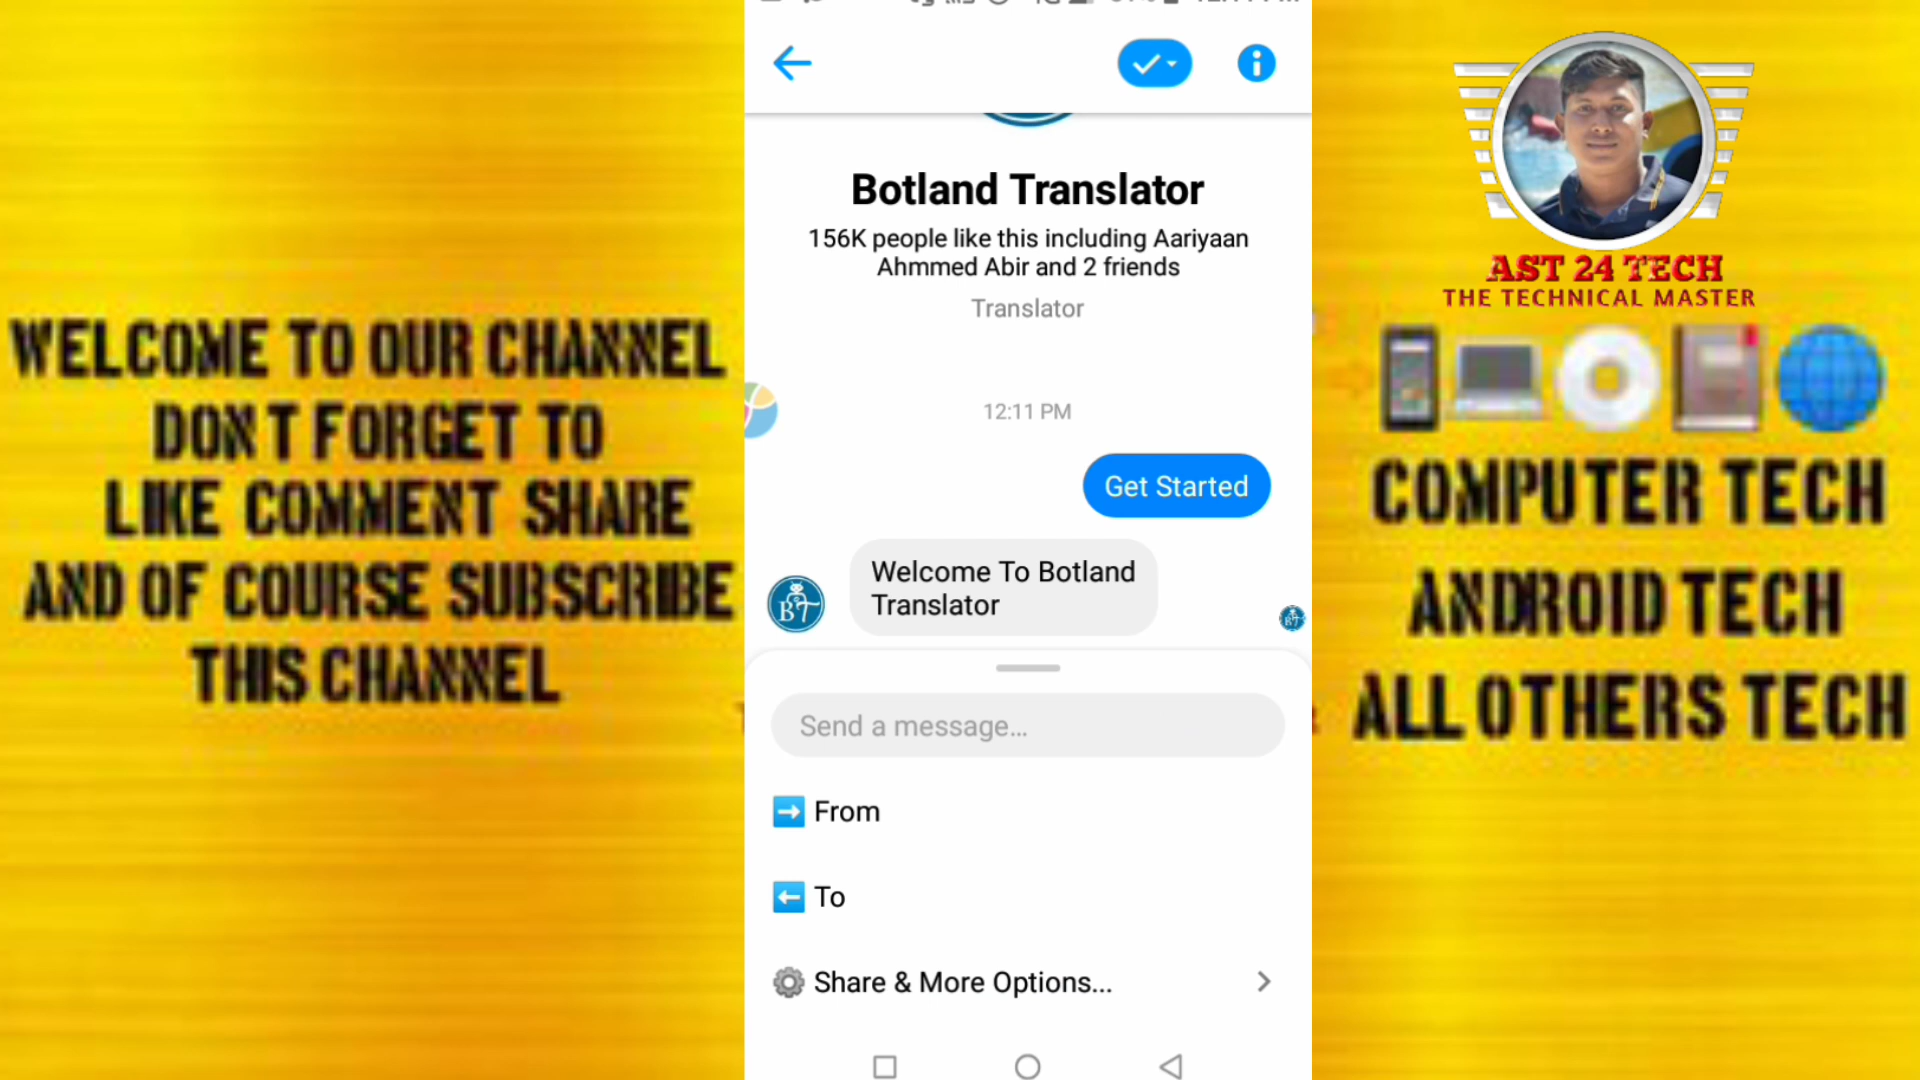 WELCOME TO OUR CHANNEL
DON T FORGET TO
LIKE COMMENT SHARE
AND OF COURSE SUBSCRIBE
THIS CHANNEL
Botland Translator
156K people like this including Aariyaan
Ahmmed Abir and 2 friends
Translator
12:11 PM
Get Started
Welcome To Botland
Translator
BT
Send a message...
From
To
Share & More Options...
AST 24 TECH
THE TECHNICAL MASTER
COMPUTER TECH
ANDROID TECH
ALL OTHERS TECH